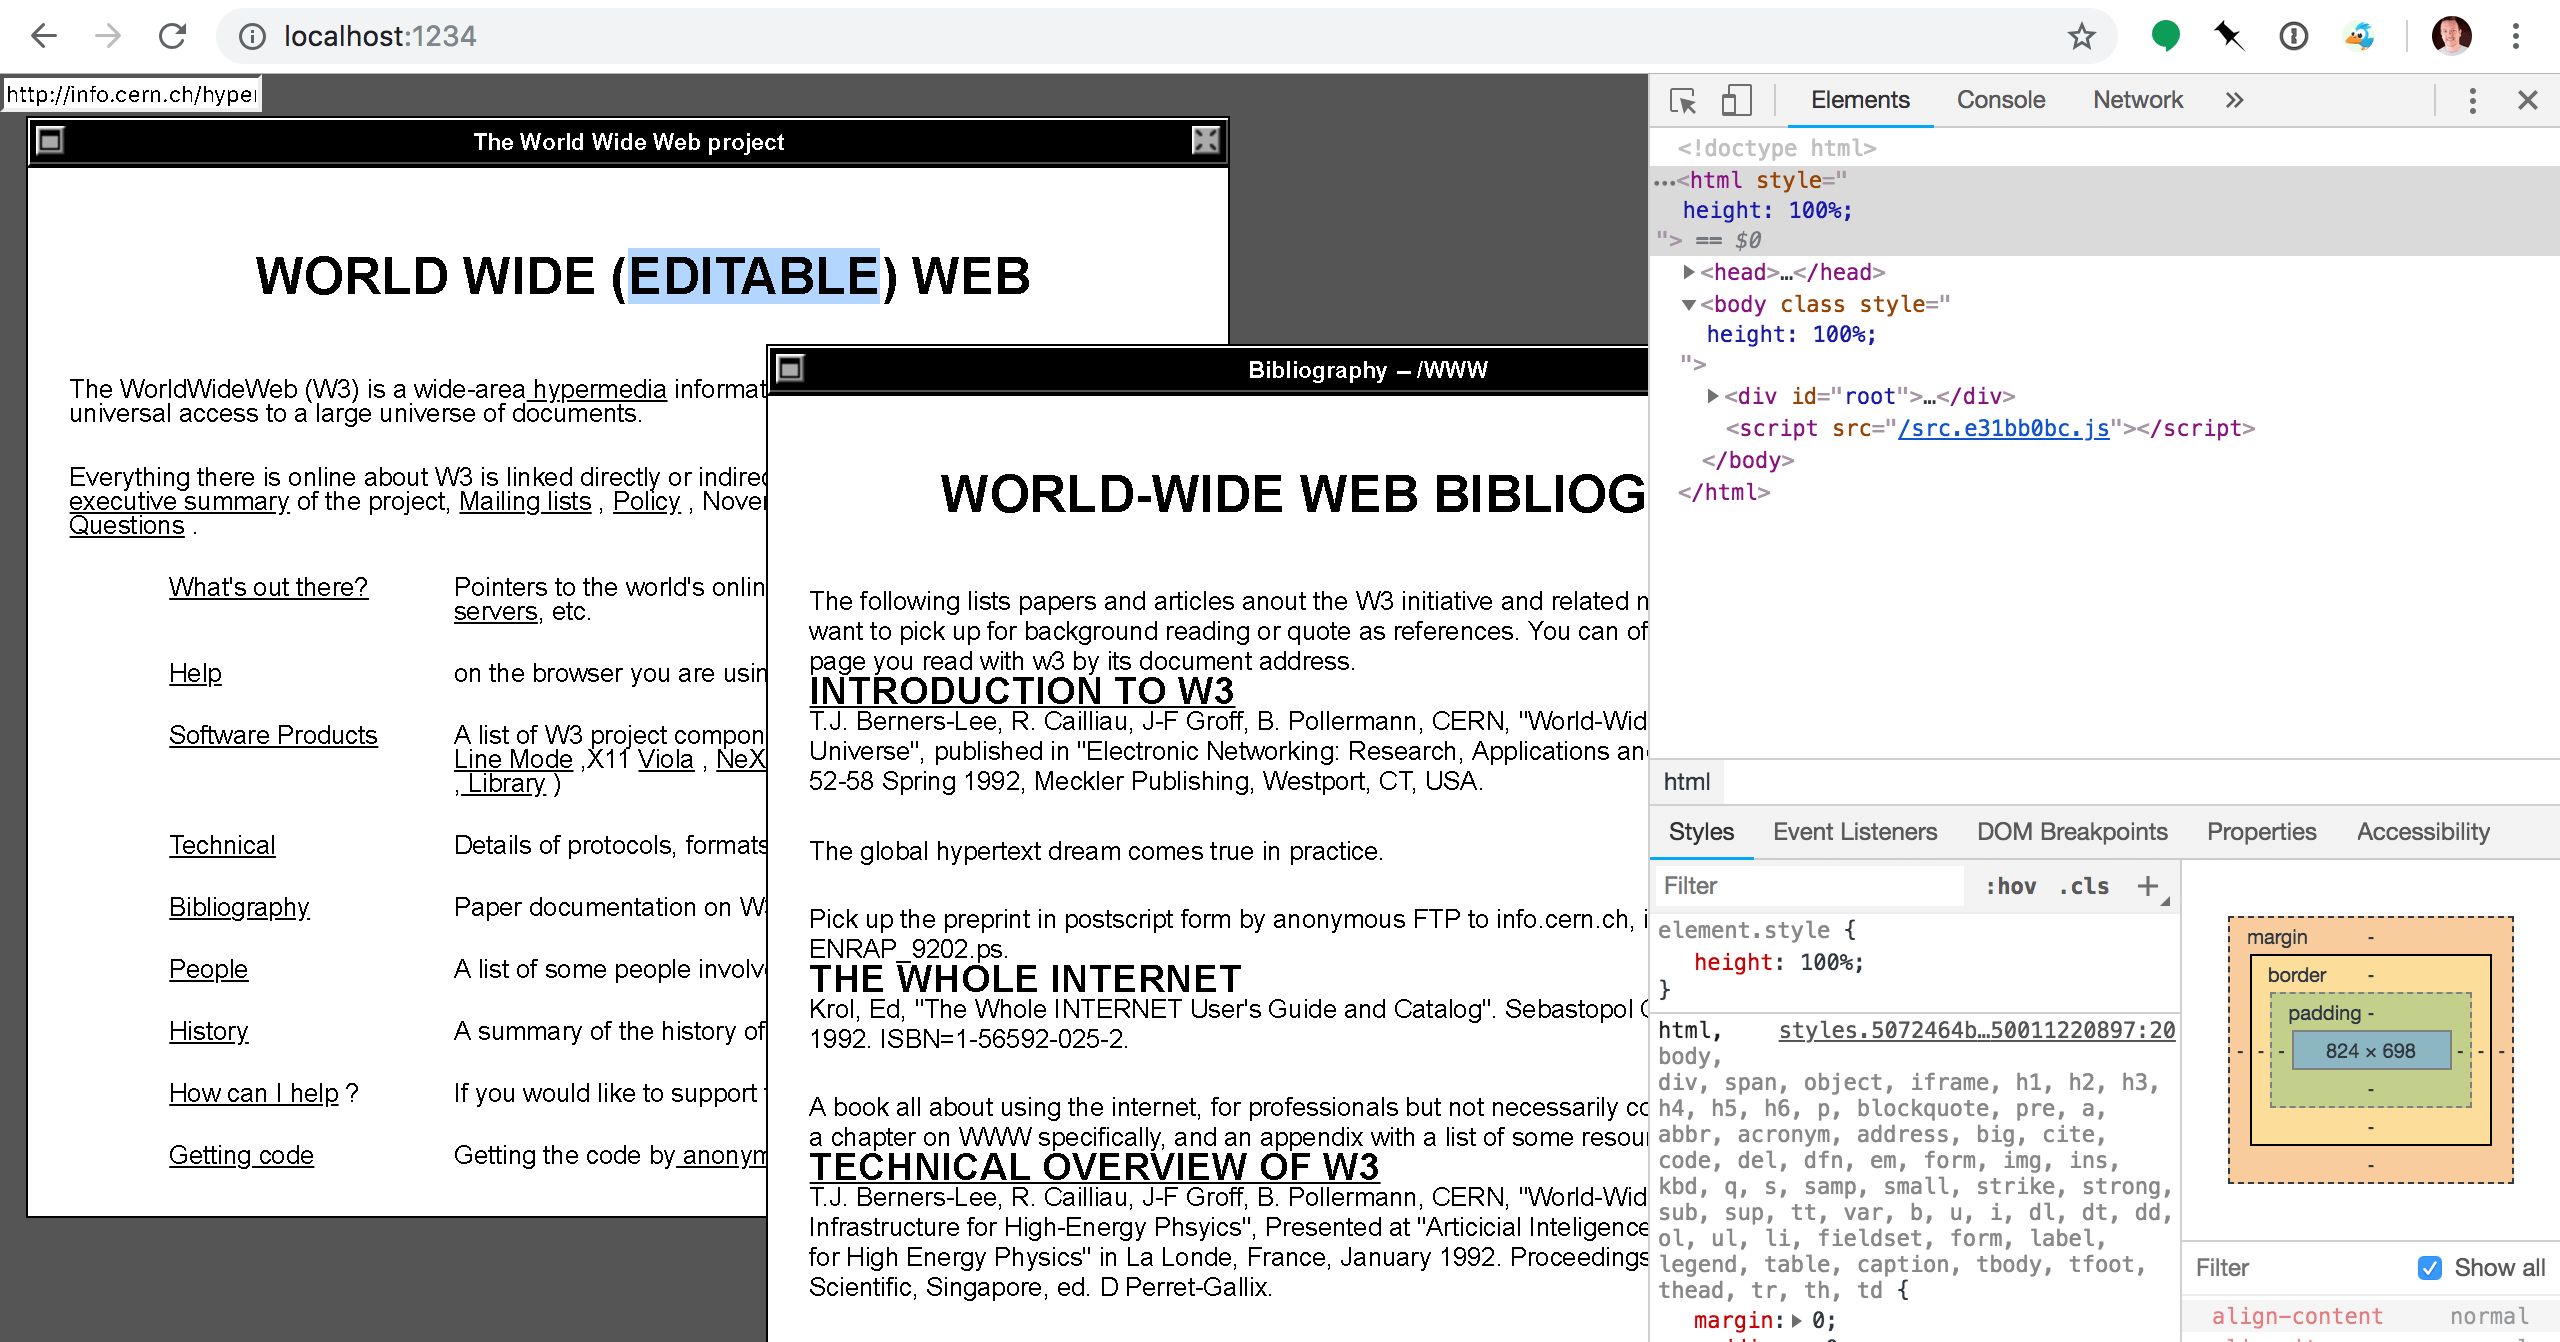 localhost:1234
http://info.cern.ch/hyper
The World Wide Web project
WORLD WIDE (EDITABLE) WEB
The WorldWideWeb (W3) is a wide-area hypermedia informat
universal access to a large universe of documents.
Everything there is online about W3 is linked directly or indirec
executive summary of the project, Mailing lists , Policy , Nover
Questions .
What's out there?
Pointers to the world's onlin
servers, etc.
Help
on the browser you are usin
Software Products
A list of W3 project compon
Line Mode ,X11 Viola , NeX
, Library )
Technical
Details of protocols, formats
Bibliography
Paper documentation on W
People
A list of some people involv
History
A summary of the history of
How can I help ?
If you would like to support
Getting code
Getting the code by anonym
Bibliography – /WWW
WORLD-WIDE WEB BIBLIOG
The following lists papers and articles anout the W3 initiative and related
want to pick up for background reading or quote as references. You can of
page you read with w3 by its document address.
INTRODUCTION TO W3
T.J. Berners-Lee, R. Cailliau, J-F Groff, B. Pollermann, CERN, "World-Wid
Universe", published in "Electronic Networking: Research, Applications an
52-58 Spring 1992, Meckler Publishing, Westport, CT, USA.
The global hypertext dream comes true in practice.
Pick up the preprint in postscript form by anonymous FTP to info.cern.ch, i
ENRAP_9202.ps.
THE WHOLE INTERNET
Krol, Ed, "The Whole INTERNET User's Guide and Catalog". Sebastopol
1992. ISBN=1-56592-025-2.
A book all about using the internet, for professionals but not necessarily co
a chapter on WWW specifically, and an appendix with a list of some resou
TECHNICAL OVERVIEW OF W3
T.J. Berners-Lee, R. Cailliau, J-F Groff, B. Pollermann, CERN, "World-Wid
Infrastructure for High-Energy Phsyics", Presented at "Articicial Inteligence
for High Energy Physics" in La Londe, France, January 1992. Proceedings
Scientific, Singapore, ed. D Perret-Gallix.
Elements Console Network »
<!doctype html>
…<html style="
height: 100%;
"> == $0
<head>…</head>
<body class style="
height: 100%;
">
<div id="root">…</div>
<script src="/src.e31bb0bc.js"></script>
</body>
</html>
html
Styles Event Listeners DOM Breakpoints Properties Accessibility
Filter :hov .cls +
element.style {
height: 100%;
}
html, styles.5072464b…50011220897:20
body,
div, span, object, iframe, h1, h2, h3,
h4, h5, h6, p, blockquote, pre, a,
abbr, acronym, address, big, cite,
code, del, dfn, em, form, img, ins,
kbd, q, s, samp, small, strike, strong,
sub, sup, tt, var, b, u, i, dl, dt, dd,
ol, ul, li, fieldset, form, label,
legend, table, caption, tbody, tfoot,
thead, tr, th, td {
margin: 0;
margin -
border -
padding -
- - - 824 × 698 - - -
-
-
-
Filter Show all
align-content normal